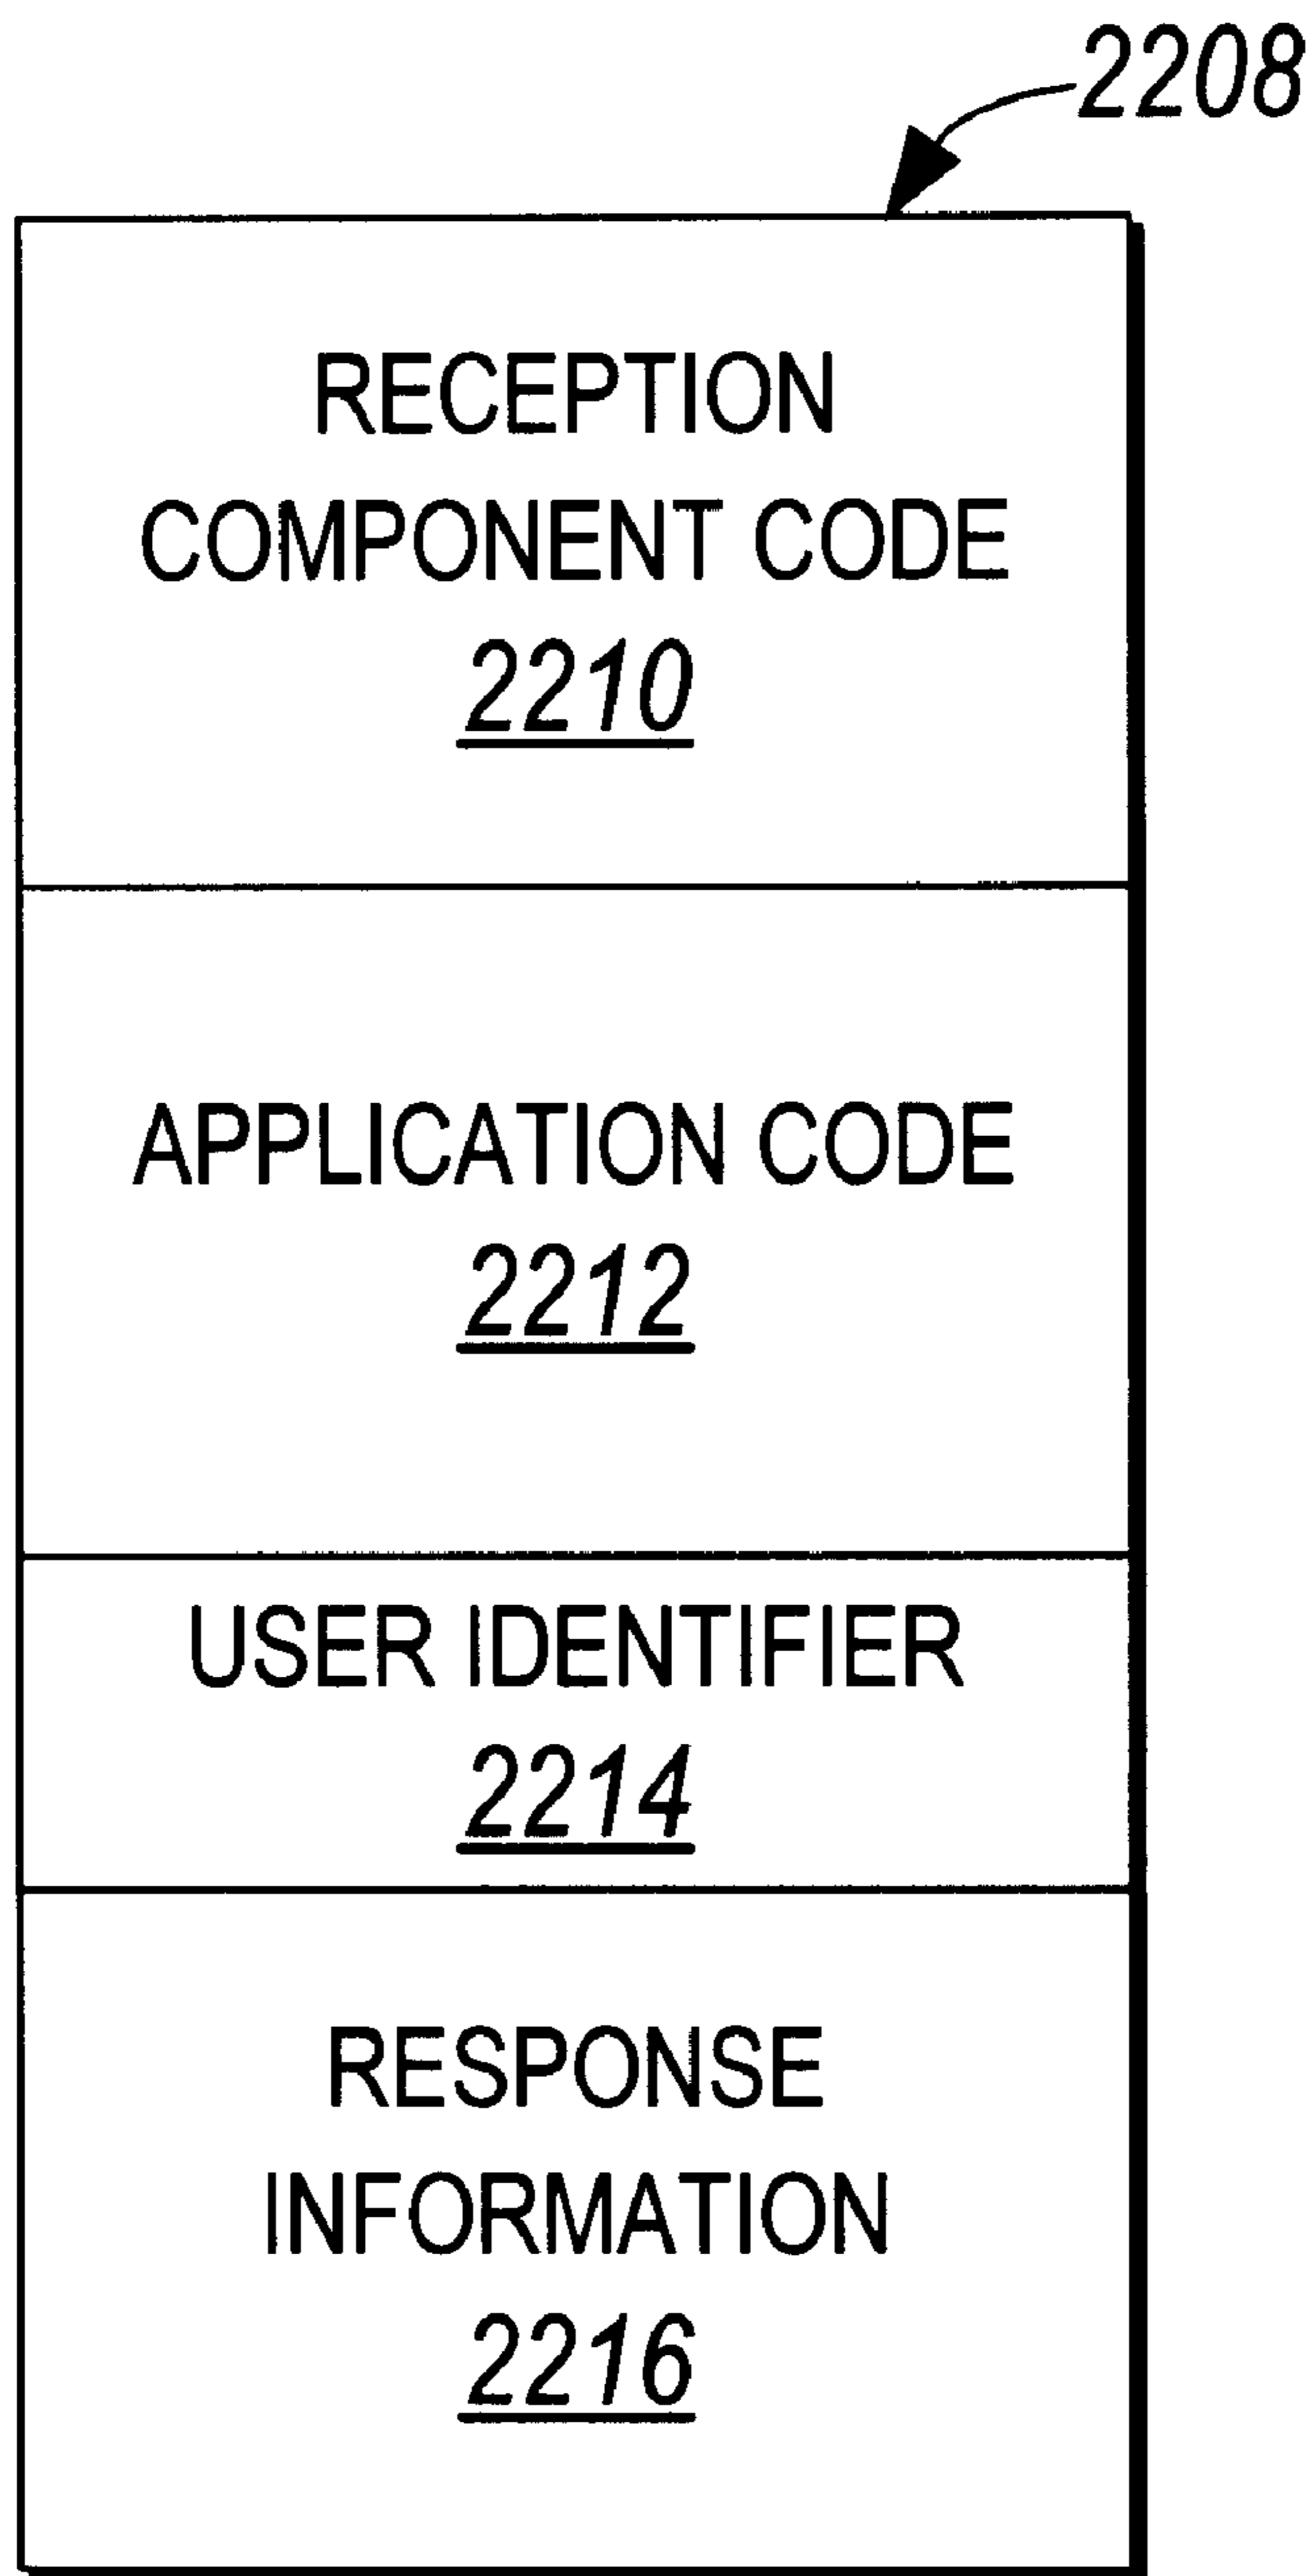 2208
RECEPTION
COMPONENT CODE
2210
APPLICATION CODE
2212
USER IDENTIFIER
2214
RESPONSE
INFORMATION
2216